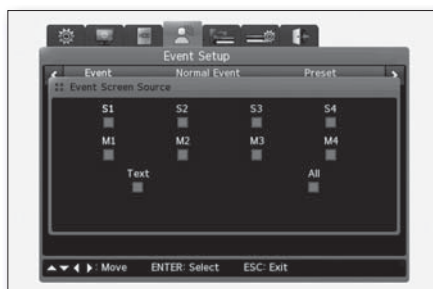 Event Setup
Event Normal Event Preset
Event Screen Source
S1 S2 S3 S4
M1 M2 M3 M4
Text All
▲▼◀ ▶: Move ENTER: Select ESC: Exit